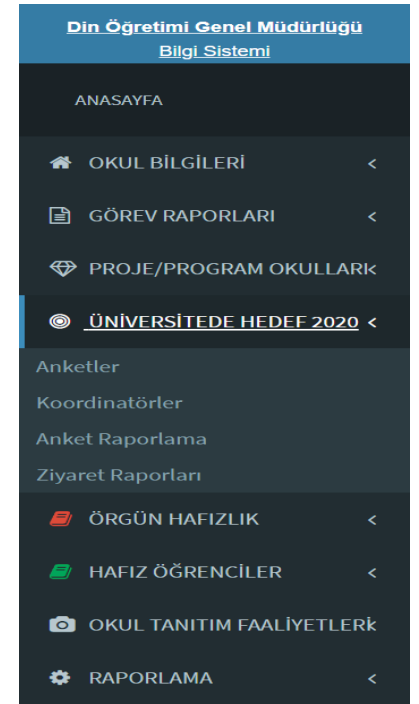 Din Öğretimi Genel Müdürlüğü
Bilgi Sistemi
ANASAYFA
OKUL BİLGİLERİ
GÖREV RAPORLARI
PROJE/PROGRAM OKULLARI
ÜNİVERSİTEDE HEDEF 2020
Anketler
Koordinatörler
Anket Raporlama
Ziyaret Raporları
ÖRGÜN HAFIZLIK
HAFIZ ÖĞRENCİLER
OKUL TANITIM FAALİYETLERİ
RAPORLAMA